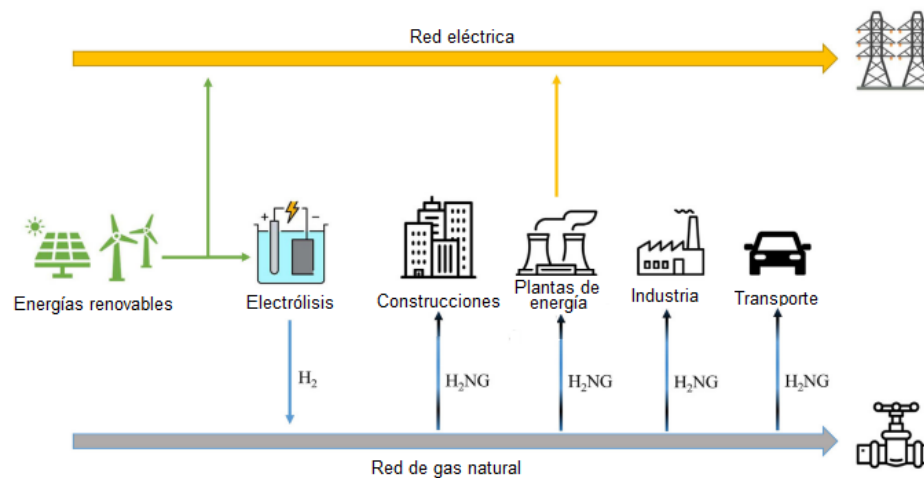 Red eléctrica
+ −
Energías renovables
Electrólisis
Construcciones
Plantas de
energía
Industria
Transporte
H₂
H₂NG
H₂NG
H₂NG
H₂NG
Red de gas natural